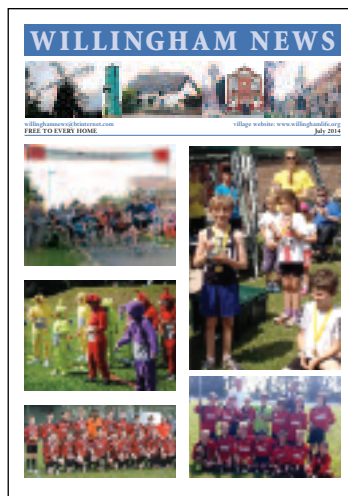 WILLINGHAM NEWS
willinghamnews@btinternet.com village website: www.willinghamlife.org
FREE TO EVERY HOME July 2014